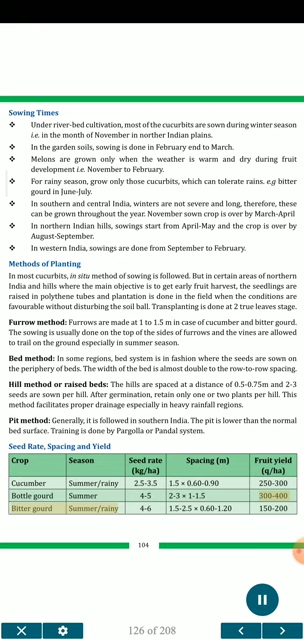 Sowing Times
❖ Under river-bed cultivation, most of the cucurbits are sown during winter season
i.e. in the month of November in norther Indian plains.
❖ In the garden soils, sowing is done in February end to March.
❖ Melons are grown only when the weather is warm and dry during fruit
development i.e. November to February.
❖ For rainy season, grow only those cucurbits, which can tolerate rains. e.g bitter
gourd in June-July.
❖ In southern and central India, winters are not severe and long, therefore, these
can be grown throughout the year. November sown crop is over by March-April
❖ In northern Indian hills, sowings start from April-May and the crop is over by
August-September.
❖ In western India, sowings are done from September to February.
Methods of Planting
In most cucurbits, in situ method of sowing is followed. But in certain areas of northern
India and hills where the main objective is to get early fruit harvest, the seedlings are
raised in polythene tubes and plantation is done in the field when the conditions are
favourable without disturbing the soil ball. Transplanting is done at 2 true leaves stage.
Furrow method: Furrows are made at 1 to 1.5 m in case of cucumber and bitter gourd.
The sowing is usually done on the top of the sides of furrows and the vines are allowed
to trail on the ground especially in summer season.
Bed method: In some regions, bed system is in fashion where the seeds are sown on
the periphery of beds. The width of the bed is almost double to the row-to-row spacing.
Hill method or raised beds: The hills are spaced at a distance of 0.5-0.75m and 2-3
seeds are sown per hill. After germination, retain only one or two plants per hill. This
method facilitates proper drainage especially in heavy rainfall regions.
Pit method: Generally, it is followed in southern India. The pit is lower than the normal
bed surface. Training is done by Pargolla or Pandal system.
Seed Rate, Spacing and Yield
Crop Season Seed rate (kg/ha) Spacing (m) Fruit yield (q/ha)
Cucumber Summer/rainy 2.5-3.5 1.5 × 0.60-0.90 250-300
Bottle gourd Summer 4-5 2-3 × 1-1.5 300-400
Bitter gourd Summer/rainy 4-6 1.5-2.5 × 0.60-1.20 150-200
104
126 of 208